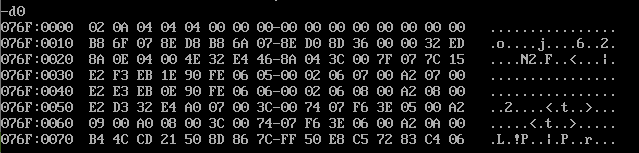 -d0
076F:0000 02 0A 04 04 04 00 00 00-00 00 00 00 00 00 00 00 ................
076F:0010 B8 6F 07 8E D8 B8 6A 07-8E D0 8D 36 00 00 32 ED .o....j....6..2.
076F:0020 8A 0E 04 00 4E 32 E4 46-8A 04 3C 00 7F 07 7C 15 ....N2.F..<...|.
076F:0030 E2 F3 EB 1E 90 FE 06 05-00 02 06 07 00 A2 07 00 ................
076F:0040 E2 E3 EB 0E 90 FE 06 06-00 02 06 08 00 A2 08 00 ................
076F:0050 E2 D3 32 E4 A0 07 00 3C-00 74 07 F6 3E 05 00 A2 ..2....<.t..>...
076F:0060 09 00 A0 08 00 3C 00 74-07 F6 3E 06 00 A2 0A 00 .....<.t..>.....
076F:0070 B4 4C CD 21 50 8D 86 7C-FF 50 E8 C5 72 83 C4 06 .L.!P..|.P..r...